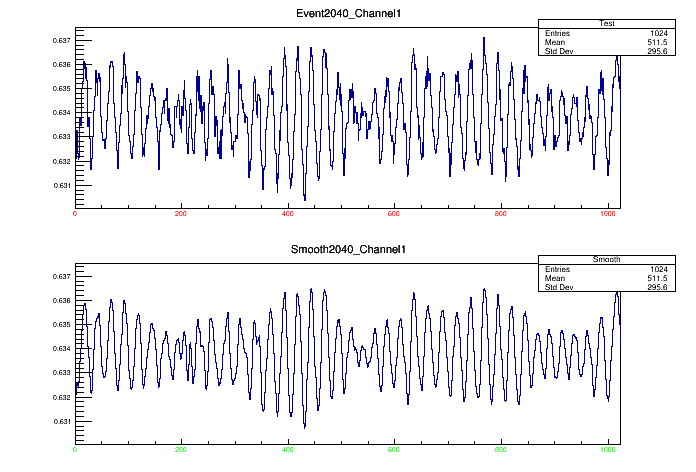 Event2040_Channel1
Test
Entries 1024
Mean 511.5
Std Dev 295.6
0.637
0.636
0.635
0.634
0.633
0.632
0.631
0 200 400 600 800 1000
Smooth2040_Channel1
Smooth
Entries 1024
Mean 511.5
Std Dev 295.6
0.637
0.636
0.635
0.634
0.633
0.632
0.631
0 200 400 600 800 1000